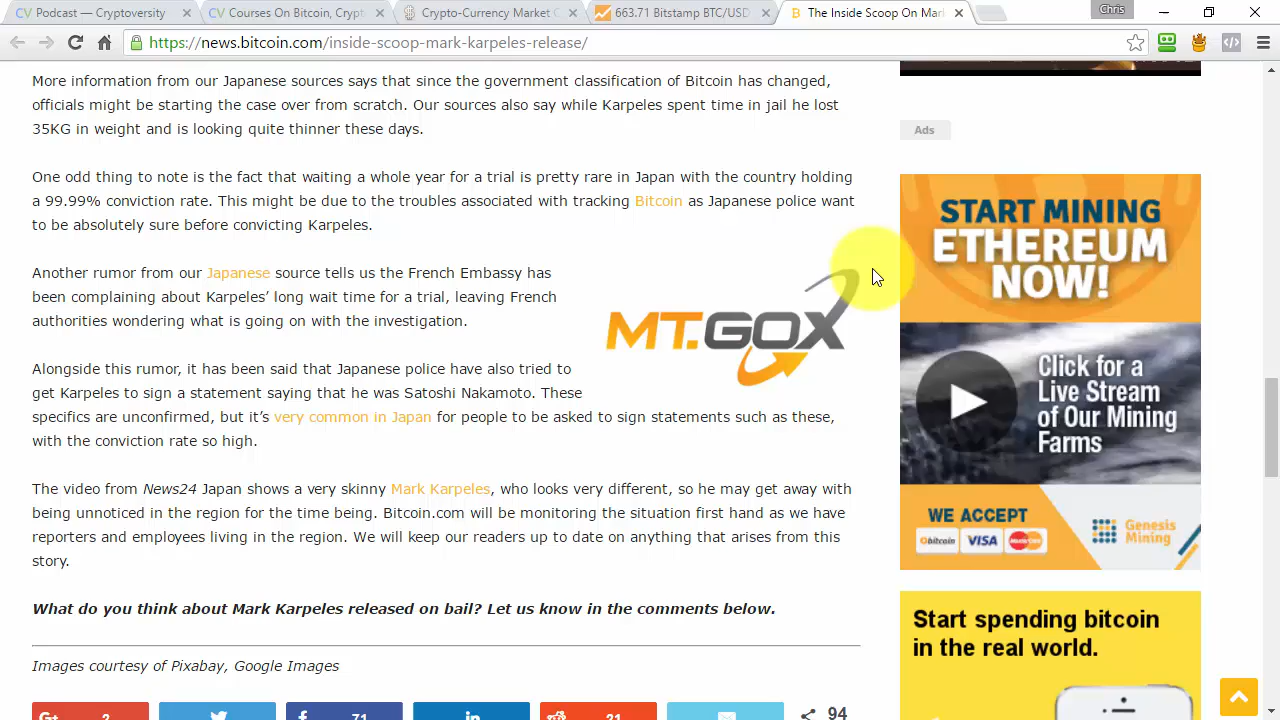 CV Podcast — Cryptoversity
CV Courses On Bitcoin, Crypt
Crypto-Currency Market C
663.71 Bitstamp BTC/USD
The Inside Scoop On Mar
Chris
https://news.bitcoin.com/inside-scoop-mark-karpeles-release/
More information from our Japanese sources says that since the government classification of Bitcoin has changed,
officials might be starting the case over from scratch. Our sources also say while Karpeles spent time in jail he lost
35KG in weight and is looking quite thinner these days.
One odd thing to note is the fact that waiting a whole year for a trial is pretty rare in Japan with the country holding
a 99.99% conviction rate. This might be due to the troubles associated with tracking Bitcoin as Japanese police want
to be absolutely sure before convicting Karpeles.
Another rumor from our Japanese source tells us the French Embassy has
been complaining about Karpeles’ long wait time for a trial, leaving French
authorities wondering what is going on with the investigation.
MT.GOX
Alongside this rumor, it has been said that Japanese police have also tried to
get Karpeles to sign a statement saying that he was Satoshi Nakamoto. These
specifics are unconfirmed, but it’s very common in Japan for people to be asked to sign statements such as these,
with the conviction rate so high.
The video from News24 Japan shows a very skinny Mark Karpeles, who looks very different, so he may get away with
being unnoticed in the region for the time being. Bitcoin.com will be monitoring the situation first hand as we have
reporters and employees living in the region. We will keep our readers up to date on anything that arises from this
story.
What do you think about Mark Karpeles released on bail? Let us know in the comments below.
Images courtesy of Pixabay, Google Images
2
71
21
94
Ads
START MINING
ETHEREUM
NOW!
Click for a
Live Stream
of Our Mining
Farms
WE ACCEPT
bitcoin VISA MasterCard
Genesis
Mining
Start spending bitcoin
in the real world.